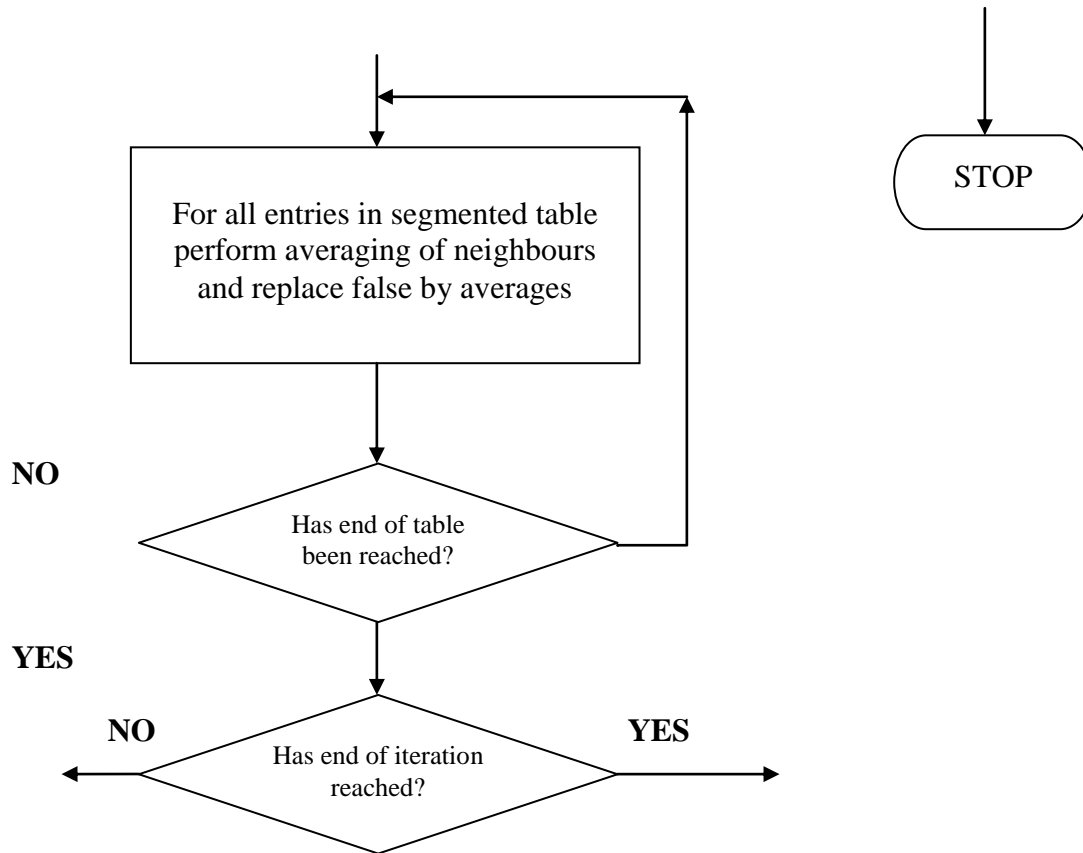 STOP
For all entries in segmented table
perform averaging of neighbours
and replace false by averages
NO
Has end of table
been reached?
YES
NO
YES
Has end of iteration
reached?